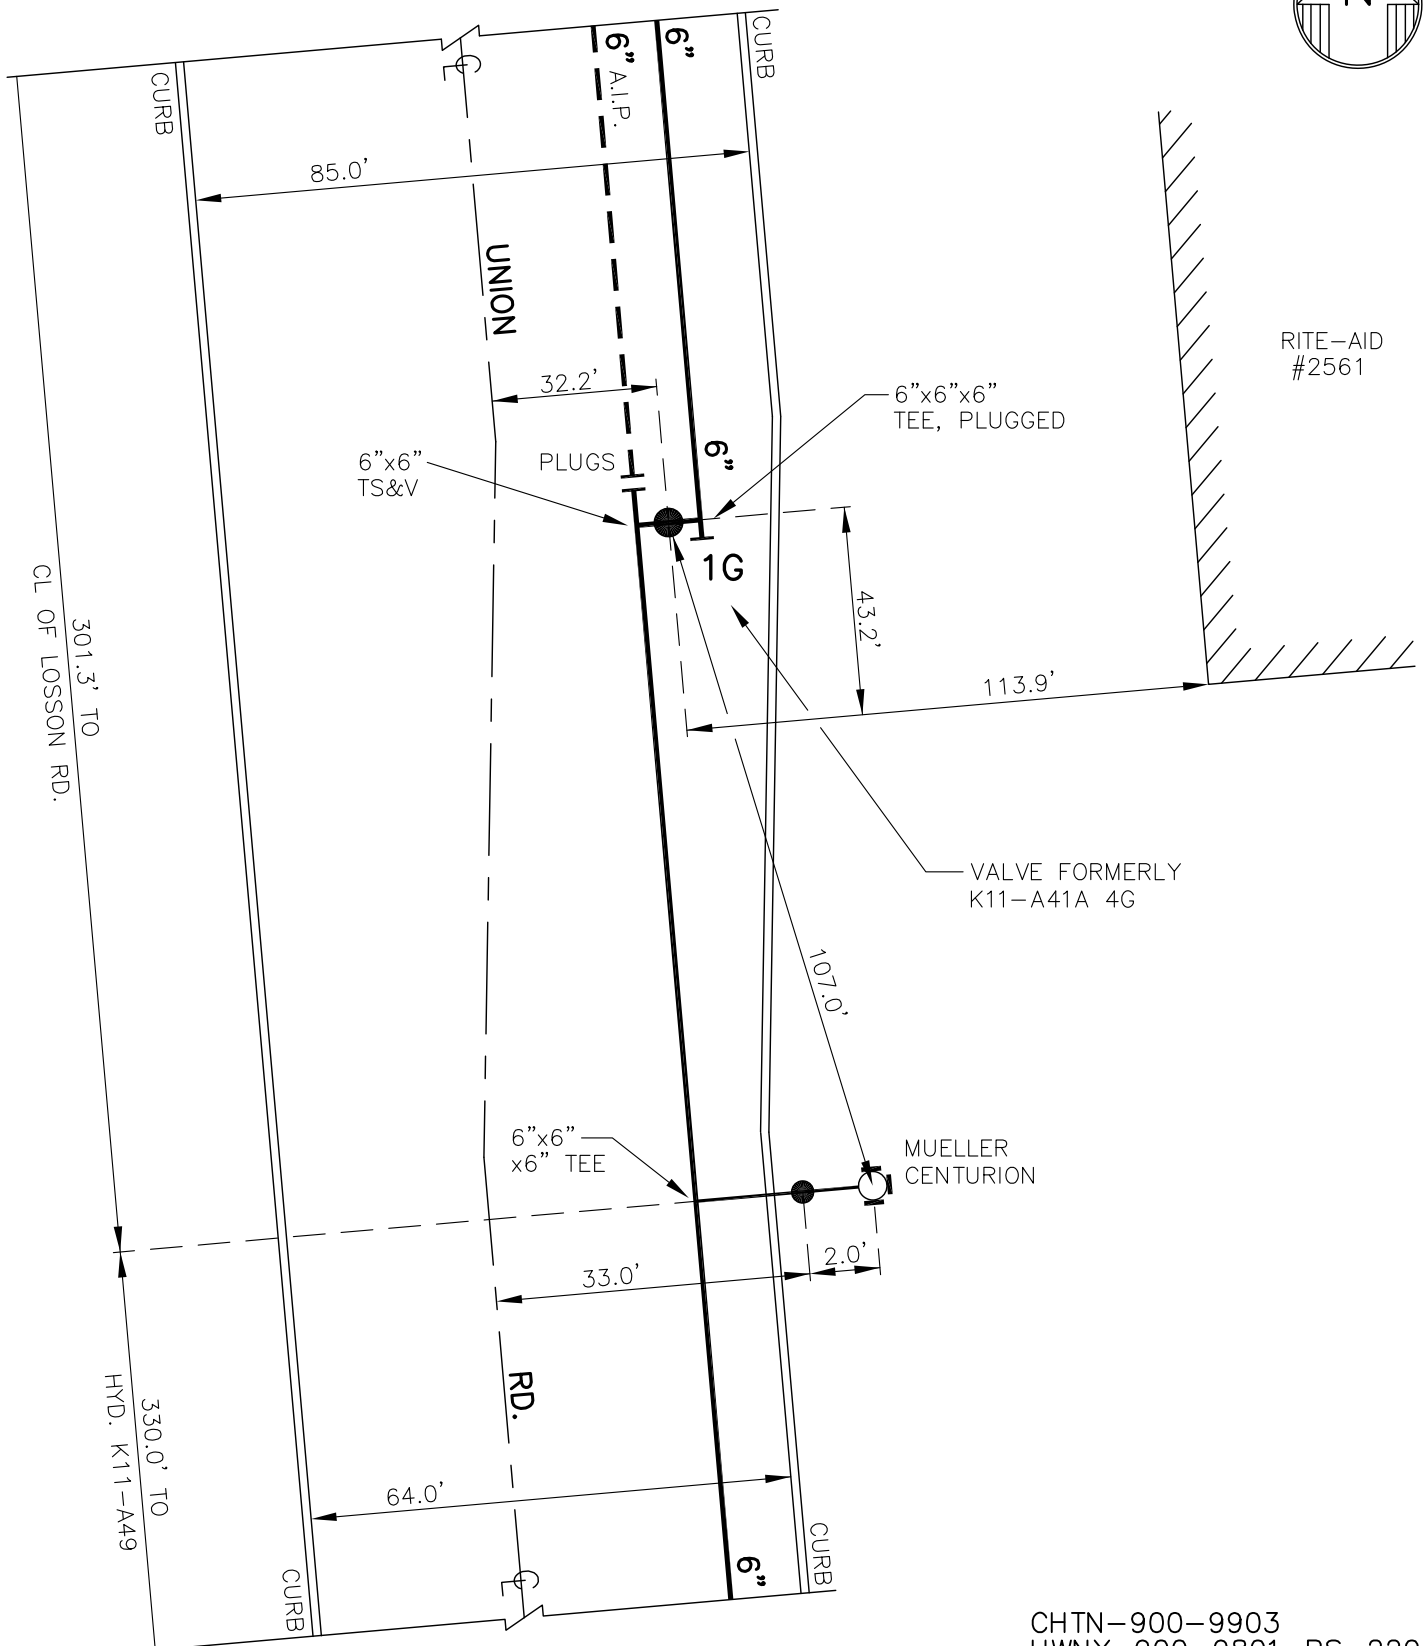 CURB
CL
6"
A.I.P.
6"
CURB
85.0'
UNION
32.2'
RITE-AID
#2561
6"x6"x6"
TEE, PLUGGED
6"x6"
TS&V
PLUGS
6"
1G
43.2'
113.9'
301.3' TO
CL OF LOSSON RD.
VALVE FORMERLY
K11-A41A 4G
107.0'
6"x6"
x6" TEE
MUELLER
CENTURION
33.0'
2.0'
RD.
330.0' TO
HYD. K11-A49
64.0'
CURB
CL
6"
CURB
CHTN-900-9903